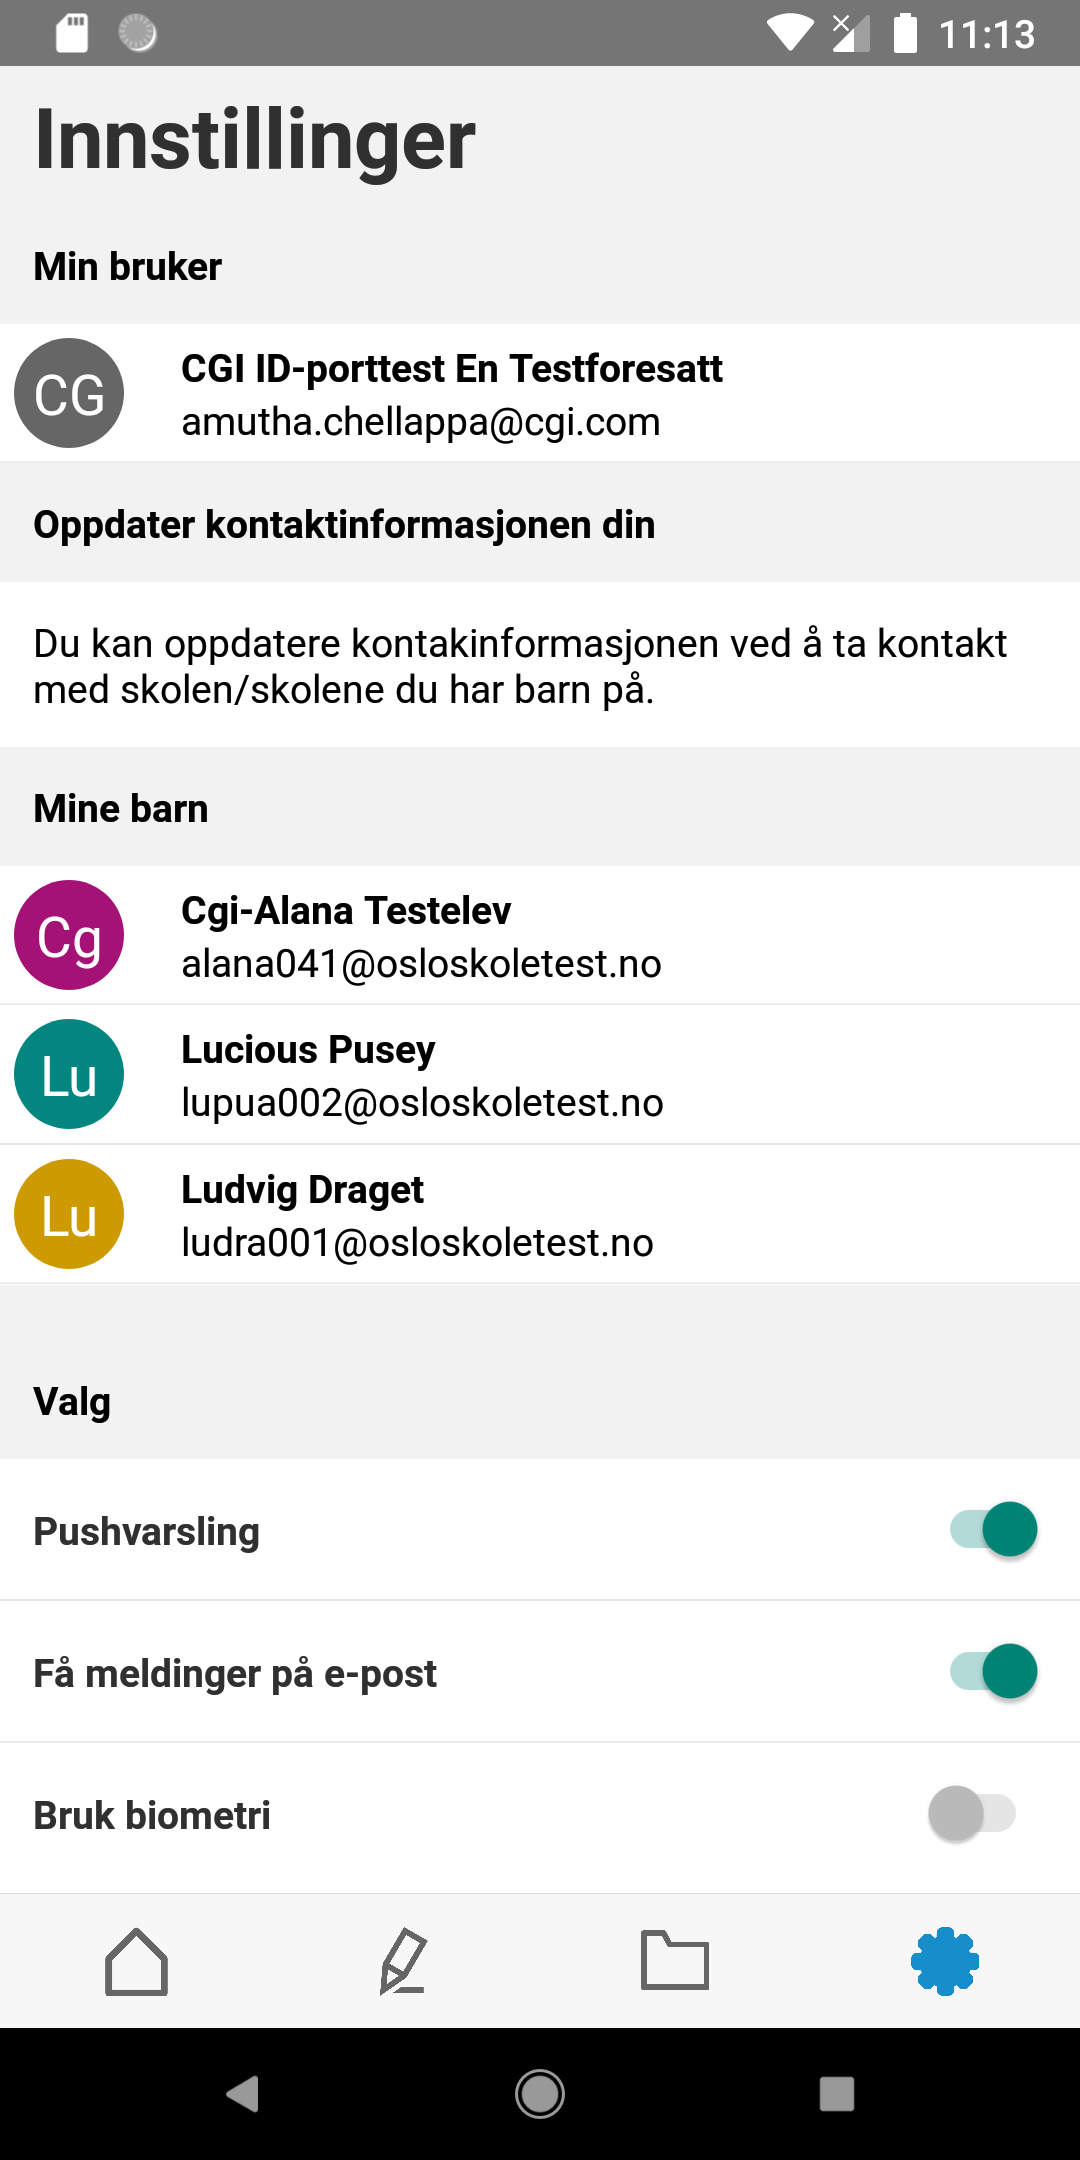 11:13
Innstillinger
Min bruker
CG
CGI ID-porttest En Testforesatt
amutha.chellappa@cgi.com
Oppdater kontaktinformasjonen din
Du kan oppdatere kontakinformasjonen ved å ta kontakt
med skolen/skolene du har barn på.
Mine barn
Cg
Cgi-Alana Testelev
alana041@osloskoletest.no
Lu
Lucious Pusey
lupua002@osloskoletest.no
Lu
Ludvig Draget
ludra001@osloskoletest.no
Valg
Pushvarsling
Få meldinger på e-post
Bruk biometri